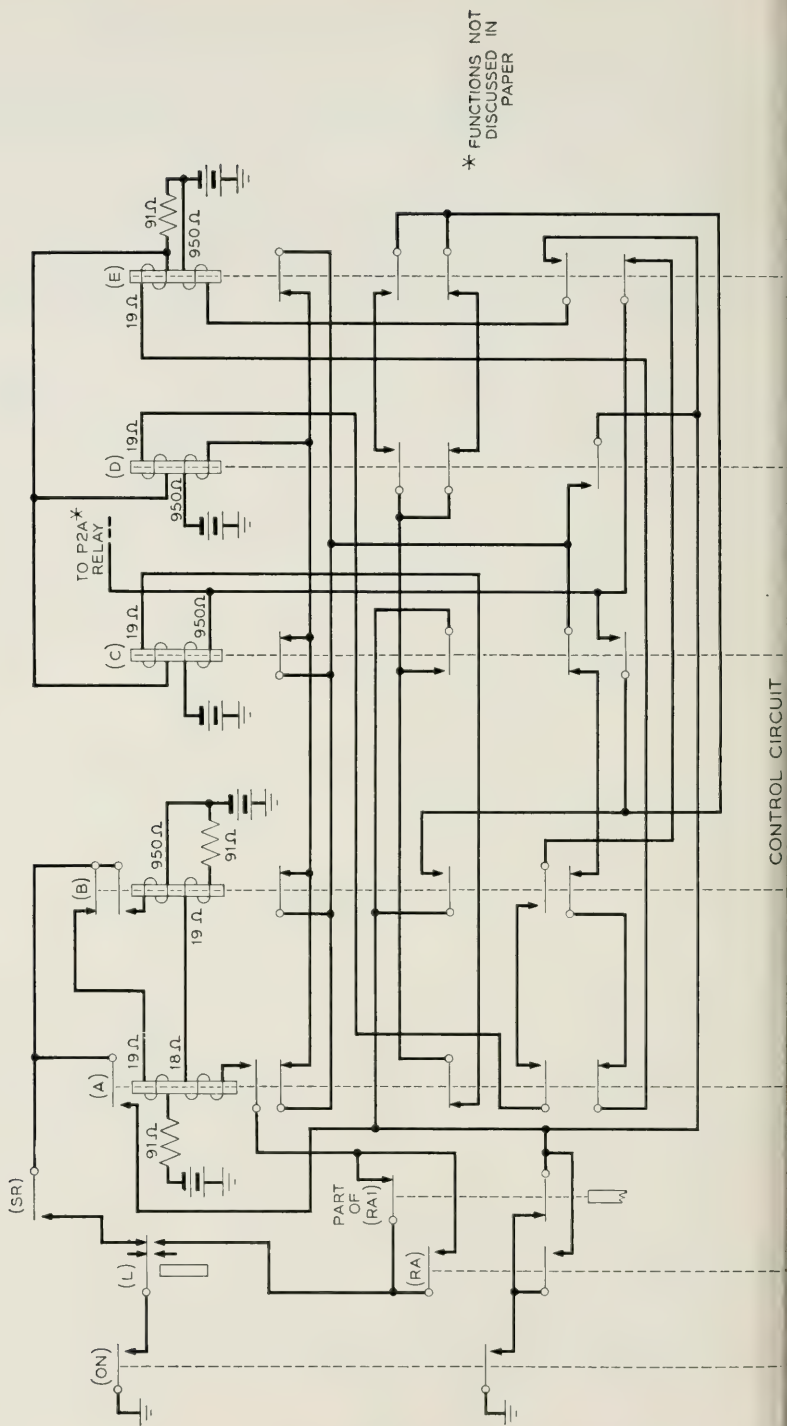 (SR)
(L)
(ON)
(A)
19Ω
18Ω
91Ω
PART
OF
(RA1)
(RA)
(B)
950Ω
91Ω
19Ω
TO P2A*
RELAY
(C)
19Ω
950Ω
(D)
19Ω
950Ω
(E)
19Ω
91Ω
950Ω
* FUNCTIONS NOT
DISCUSSED IN
PAPER
CONTROL CIRCUIT